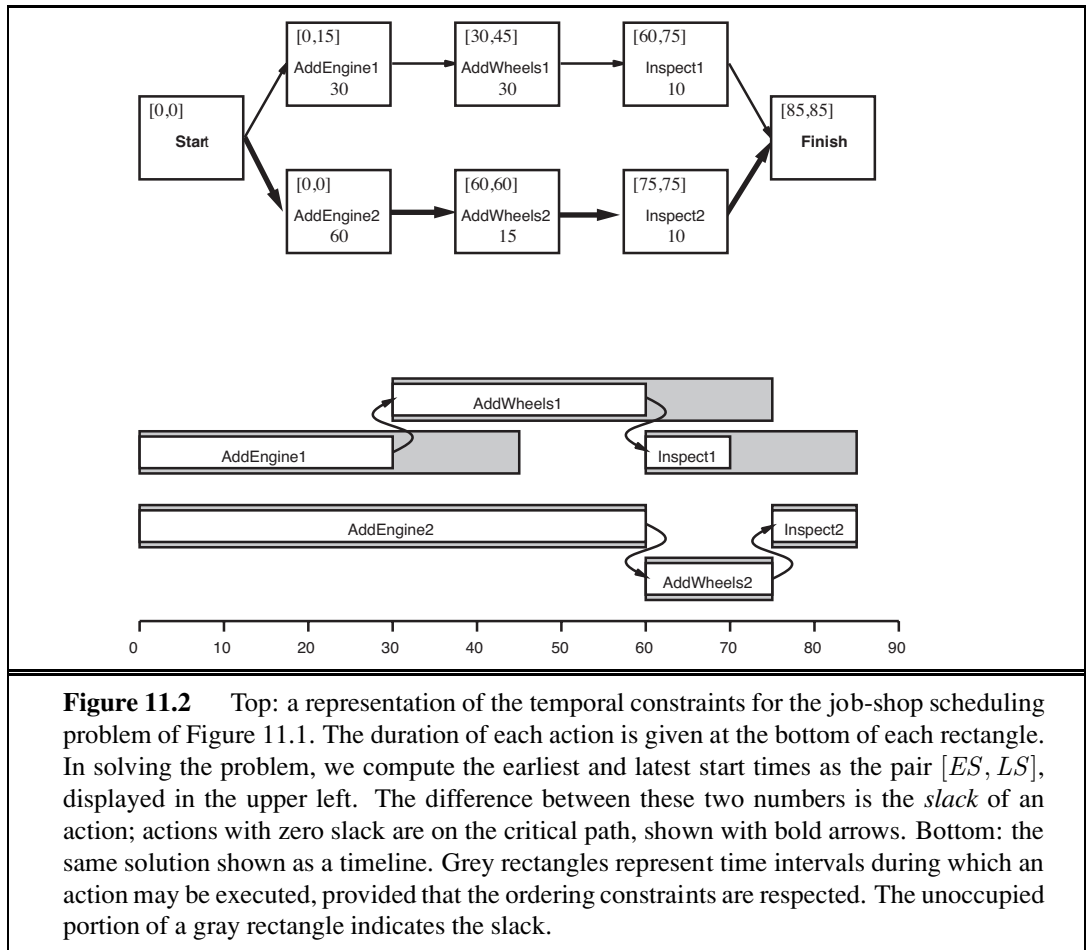 [0,15]
AddEngine1
30
[30,45]
AddWheels1
30
[60,75]
Inspect1
10
[0,0]
Start
[85,85]
Finish
[0,0]
AddEngine2
60
[60,60]
AddWheels2
15
[75,75]
Inspect2
10
AddWheels1
AddEngine1
Inspect1
AddEngine2
Inspect2
AddWheels2
0 10 20 30 40 50 60 70 80 90
Figure 11.2 Top: a representation of the temporal constraints for the job-shop scheduling
problem of Figure 11.1. The duration of each action is given at the bottom of each rectangle.
In solving the problem, we compute the earliest and latest start times as the pair [ES, LS],
displayed in the upper left. The difference between these two numbers is the slack of an
action; actions with zero slack are on the critical path, shown with bold arrows. Bottom: the
same solution shown as a timeline. Grey rectangles represent time intervals during which an
action may be executed, provided that the ordering constraints are respected. The unoccupied
portion of a gray rectangle indicates the slack.